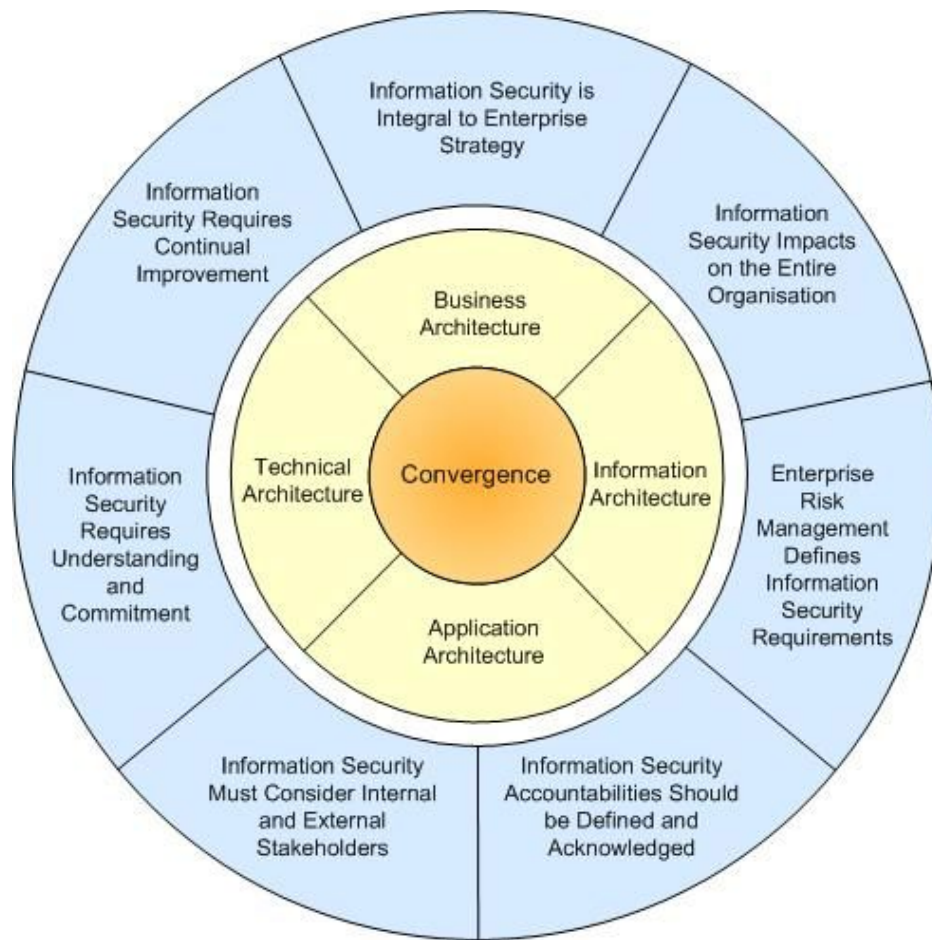 Information Security is
Integral to Enterprise
Strategy
Information
Security Impacts
on the Entire
Organisation
Enterprise
Risk
Management
Defines
Information
Security
Requirements
Information Security
Accountabilities Should
be Defined and
Acknowledged
Information Security
Must Consider Internal
and External
Stakeholders
Information
Security
Requires
Understanding
and
Commitment
Information
Security Requires
Continual
Improvement
Business
Architecture
Information
Architecture
Application
Architecture
Technical
Architecture
Convergence